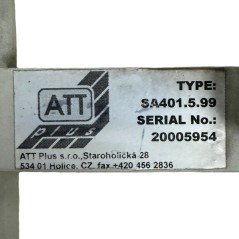 ATT
plus
TYPE:
SA401.5.99
SERIAL No.:
20005954
ATT Plus s.r.o.,Staroholická 28
534 01 Holice, CZ, fax +420 456 2836